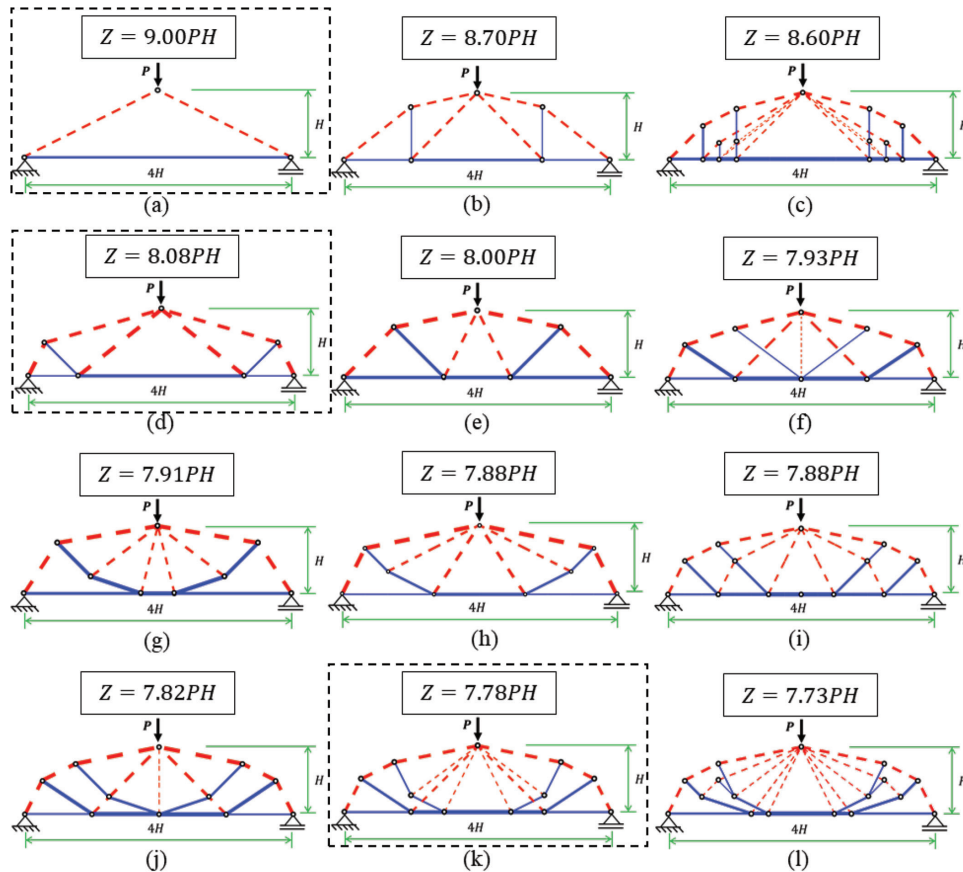 Z = 9.00PH
Z = 8.70PH
Z = 8.60PH
P
P
P
H
H
H
4H
4H
4H
(a)
(b)
(c)
Z = 8.08PH
Z = 8.00PH
Z = 7.93PH
P
P
P
H
H
H
4H
4H
4H
(d)
(e)
(f)
Z = 7.91PH
Z = 7.88PH
Z = 7.88PH
P
P
P
H
H
H
4H
4H
4H
(g)
(h)
(i)
Z = 7.82PH
Z = 7.78PH
Z = 7.73PH
P
P
P
H
H
H
4H
4H
4H
(j)
(k)
(l)